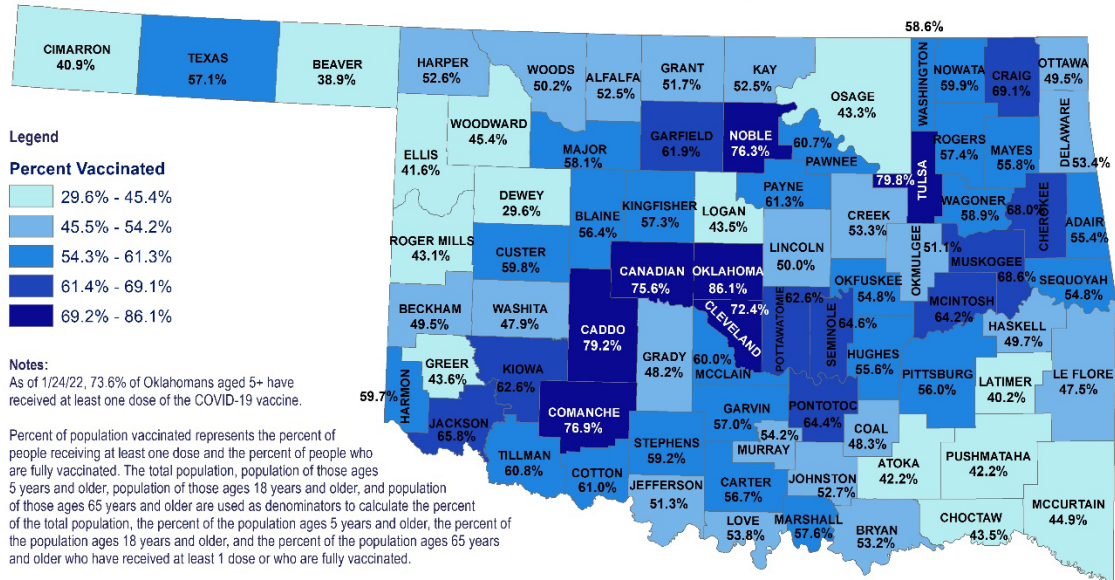 58.6%
CIMARRON
40.9%
TEXAS
57.1%
BEAVER
38.9%
HARPER
52.6%
WOODS
50.2%
ALFALFA
52.5%
GRANT
51.7%
KAY
52.5%
OSAGE
43.3%
WASHINGTON
NOWATA
59.9%
CRAIG
69.1%
OTTAWA
49.5%
Legend
Percent Vaccinated
29.6% - 45.4%
45.5% - 54.2%
54.3% - 61.3%
61.4% - 69.1%
69.2% - 86.1%
ELLIS
41.6%
WOODWARD
45.4%
MAJOR
58.1%
GARFIELD
61.9%
NOBLE
76.3%
60.7%
PAWNEE
79.8%
TULSA
ROGERS
57.4%
MAYES
55.8%
DELAWARE
53.4%
DEWEY
29.6%
BLAINE
56.4%
KINGFISHER
57.3%
LOGAN
43.5%
PAYNE
61.3%
CREEK
53.3%
WAGONER
58.9%
68.0%
CHEROKEE
ADAIR
55.4%
ROGER MILLS
43.1%
CUSTER
59.8%
CANADIAN
75.6%
OKLAHOMA
86.1%
LINCOLN
50.0%
OKFUSKEE
54.8%
OKMULGEE
51.1%
MUSKOGEE
68.6%
SEQUOYAH
54.8%
BECKHAM
49.5%
WASHITA
47.9%
CADDO
79.2%
GRADY
48.2%
72.4%
CLEVELAND
60.0%
MCCLAIN
62.6%
POTTAWATOMIE
SEMINOLE
64.6%
HUGHES
55.6%
MCINTOSH
64.2%
HASKELL
49.7%
PITTSBURG
56.0%
LATIMER
40.2%
LE FLORE
47.5%
Notes:
As of 1/24/22, 73.6% of Oklahomans aged 5+ have
received at least one dose of the COVID-19 vaccine.
59.7%
HARMON
GREER
43.6%
KIOWA
62.6%
JACKSON
65.8%
COMANCHE
76.9%
TILLMAN
60.8%
COTTON
61.0%
STEPHENS
59.2%
JEFFERSON
51.3%
GARVIN
57.0%
54.2%
MURRAY
CARTER
56.7%
LOVE
53.8%
PONTOTOC
64.4%
COAL
48.3%
JOHNSTON
52.7%
MARSHALL
57.6%
BRYAN
53.2%
ATOKA
42.2%
PUSHMATAHA
42.2%
CHOCTAW
43.5%
MCCURTAIN
44.9%
Percent of population vaccinated represents the percent of
people receiving at least one dose and the percent of people who
are fully vaccinated. The total population, population of those ages
5 years and older, population of those ages 18 years and older, and population
of those ages 65 years and older are used as denominators to calculate the percent
of the total population, the percent of the population ages 5 years and older, the percent of
the population ages 18 years and older, and the percent of the population ages 65 years
and older who have received at least 1 dose or who are fully vaccinated.